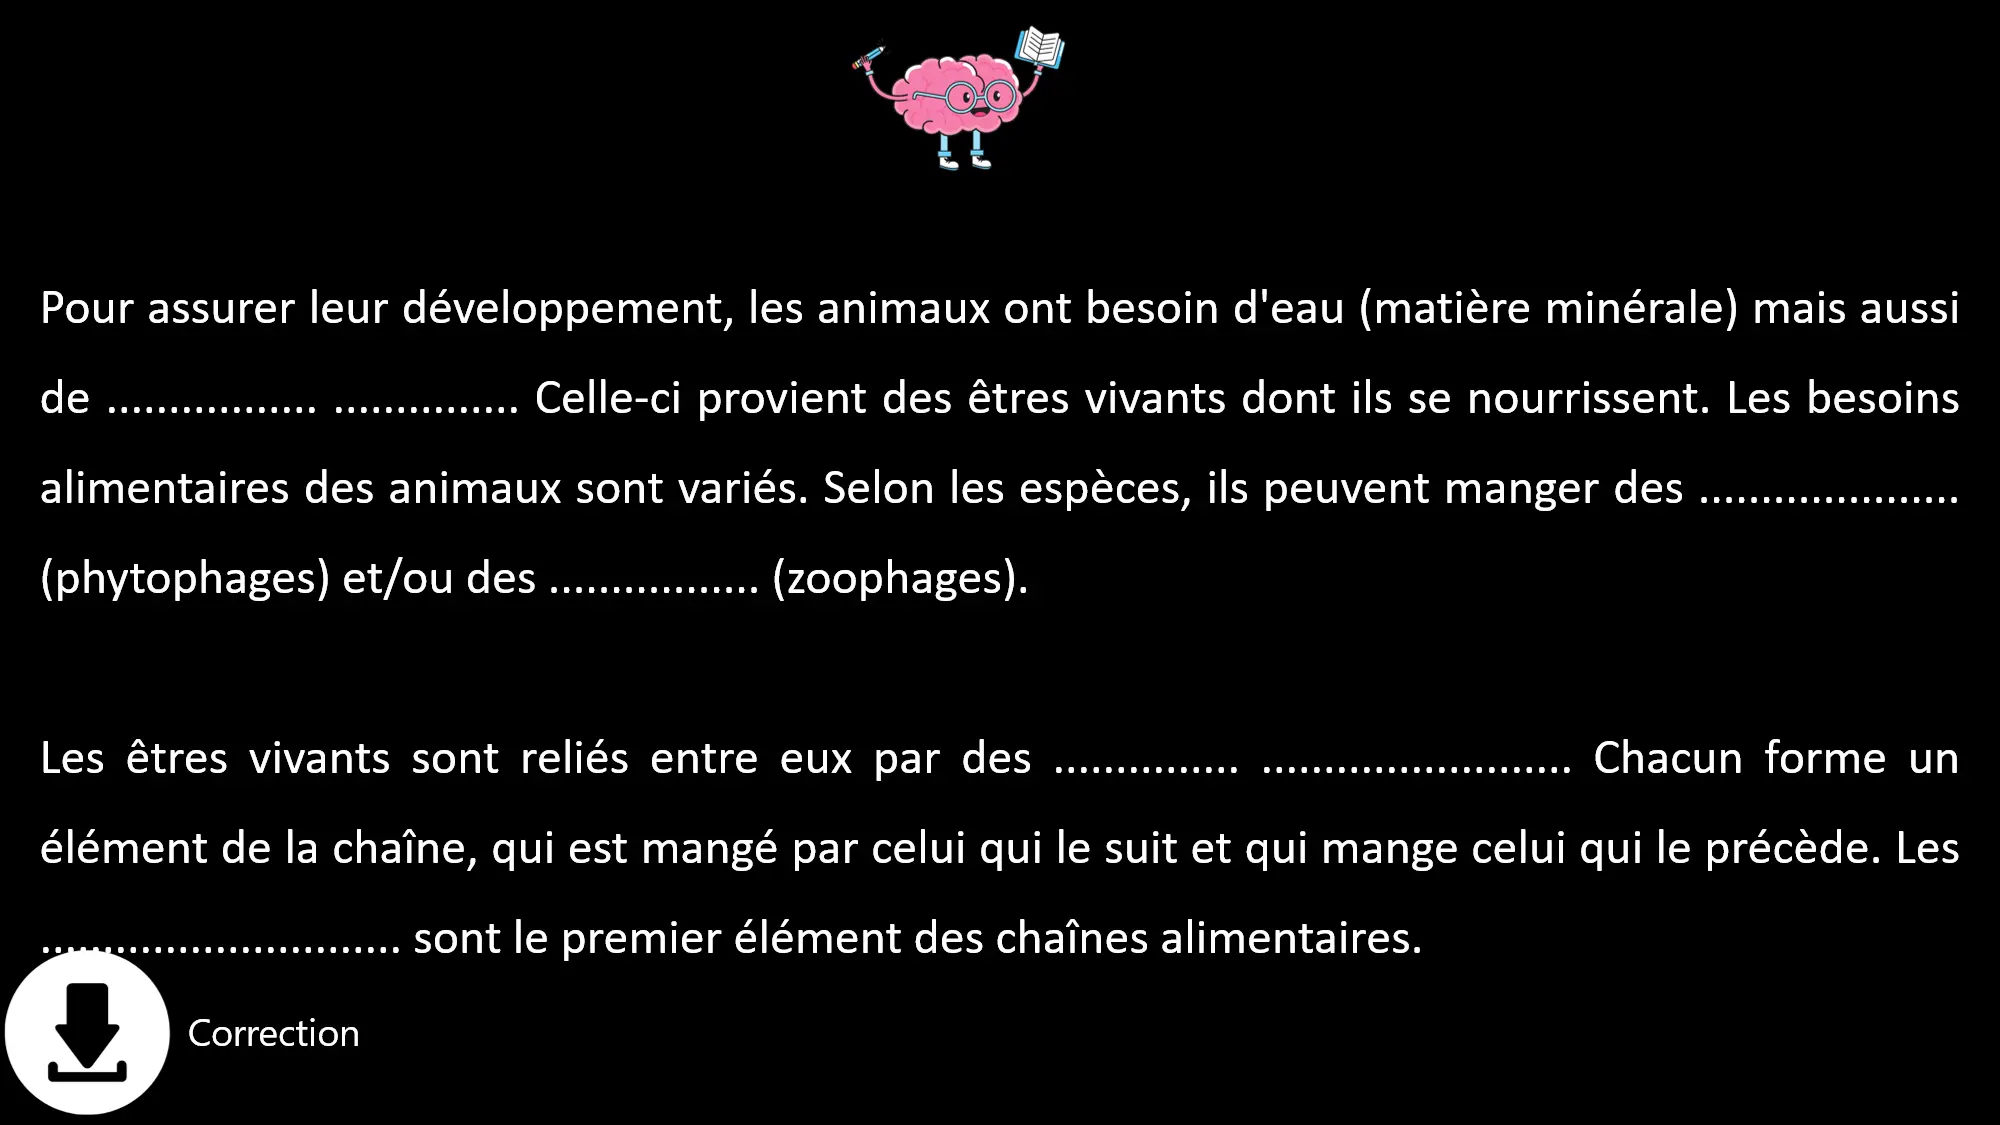 Pour assurer leur développement, les animaux ont besoin d'eau (matière minérale) mais aussi
de ................. ............... Celle-ci provient des êtres vivants dont ils se nourrissent. Les besoins
alimentaires des animaux sont variés. Selon les espèces, ils peuvent manger des .....................
(phytophages) et/ou des ................. (zoophages).
Les êtres vivants sont reliés entre eux par des ............... ......................... Chacun forme un
élément de la chaîne, qui est mangé par celui qui le suit et qui mange celui qui le précède. Les
............................. sont le premier élément des chaînes alimentaires.
Correction